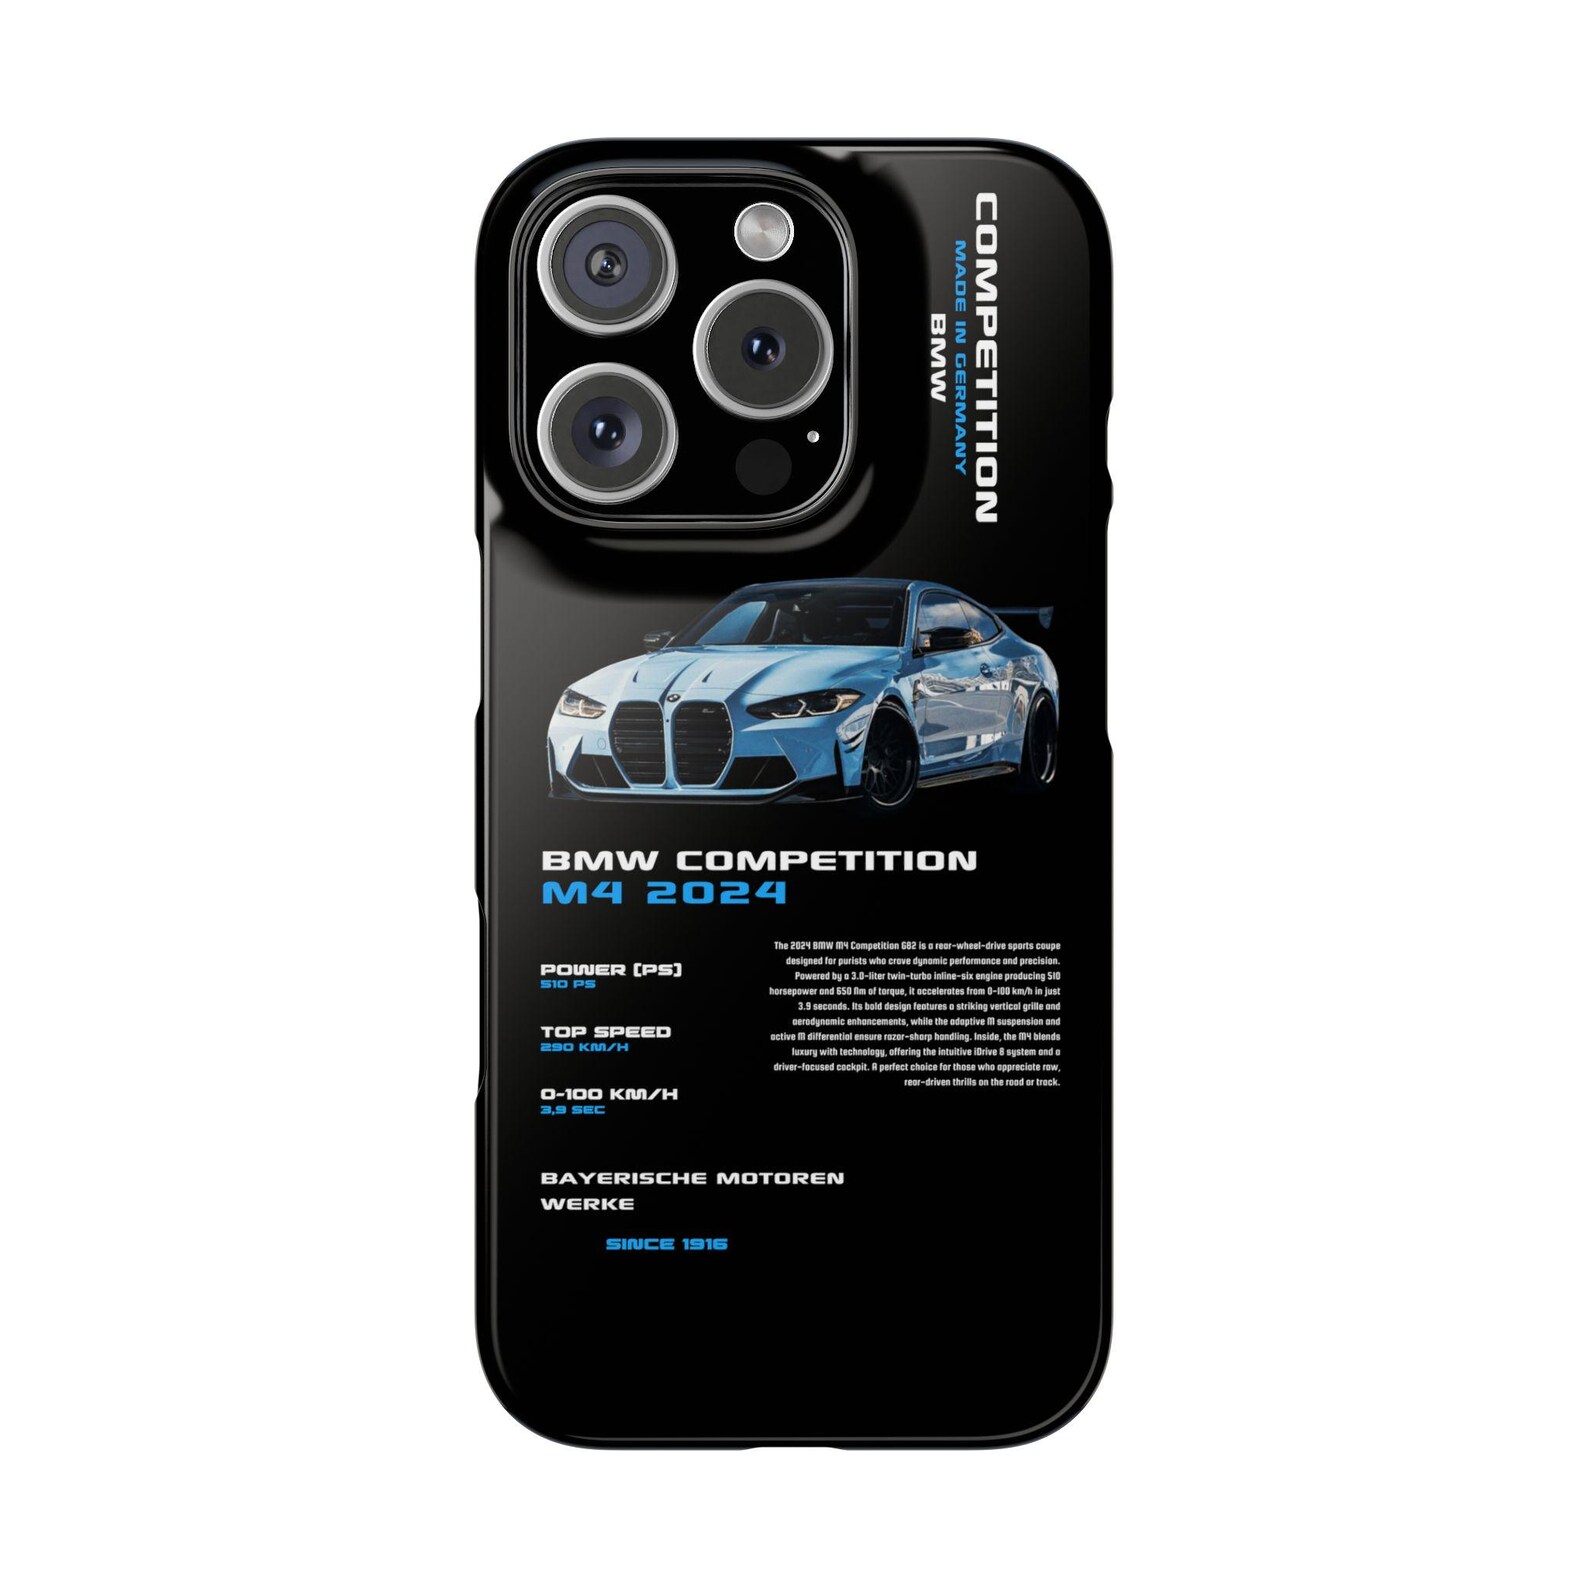 COMPETITION
MADE IN GERMANY
BMW
BMW COMPETITION
M4 2024
POWER (PS)
510 PS
TOP SPEED
290 KM/H
0-100 KM/H
3,9 SEC
The 2024 BMW M4 Competition G82 is a rear-wheel-drive sports coupe
designed for purists who crave dynamic performance and precision.
Powered by a 3.0-liter twin-turbo inline-six engine producing 510
horsepower and 650 Nm of torque, it accelerates from 0-100 km/h in just
3.9 seconds. Its bold design features a striking vertical grille and
aerodynamic enhancements, while the adaptive M suspension and
active M differential ensure razor-sharp handling. Inside, the M4 blends
luxury with technology, offering the intuitive iDrive 8 system and a
driver-focused cockpit. A perfect choice for those who appreciate raw,
rear-driven thrills on the road or track.
BAYERISCHE MOTOREN
WERKE
SINCE 1916